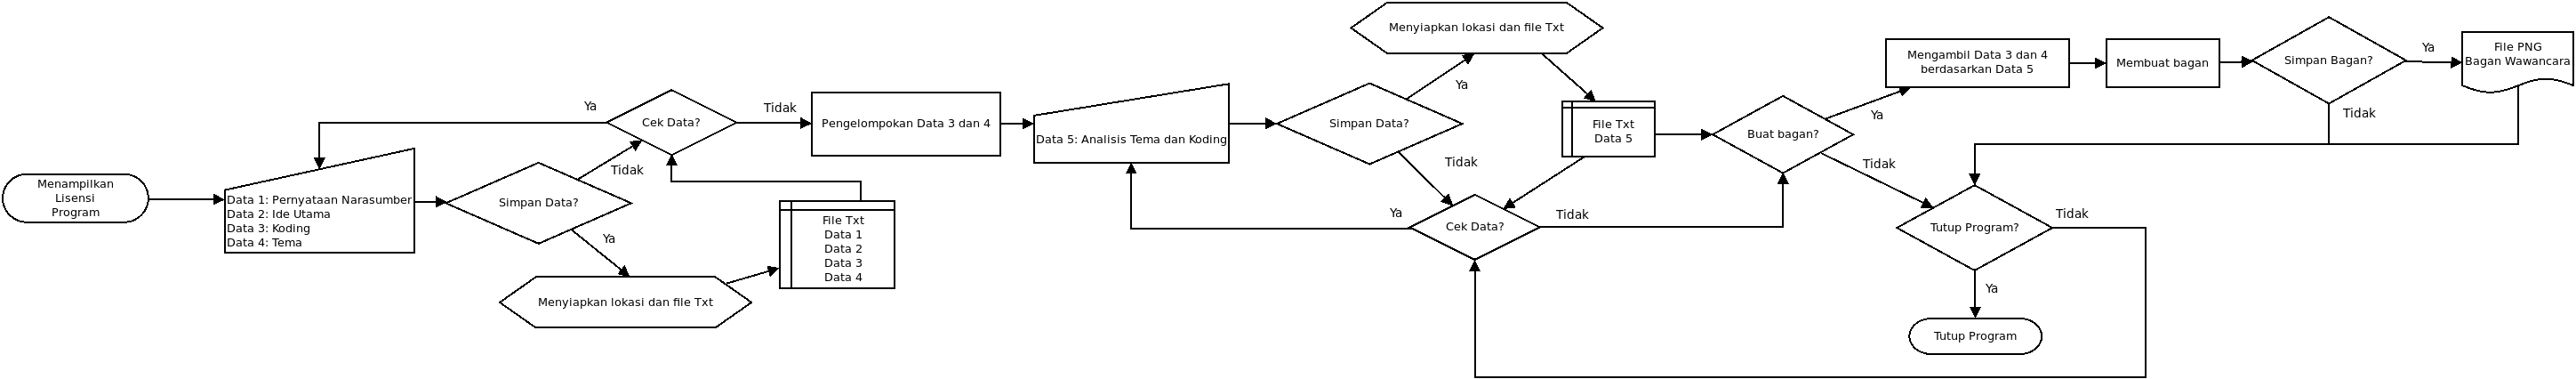 Menampilkan
Lisensi
Program
Data 1: Pernyataan Narasumber
Data 2: Ide Utama
Data 3: Koding
Data 4: Tema
Simpan Data?
Tidak
Ya
Menyiapkan lokasi dan file Txt
File Txt
Data 1
Data 2
Data 3
Data 4
Cek Data?
Ya
Tidak
Pengelompokan Data 3 dan 4
Data 5: Analisis Tema dan Koding
Simpan Data?
Ya
Tidak
Menyiapkan lokasi dan file Txt
File Txt
Data 5
Cek Data?
Ya
Tidak
Buat bagan?
Ya
Tidak
Mengambil Data 3 dan 4
berdasarkan Data 5
Membuat bagan
Simpan Bagan?
Ya
Tidak
File PNG
Bagan Wawancara
Tutup Program?
Tidak
Ya
Tutup Program